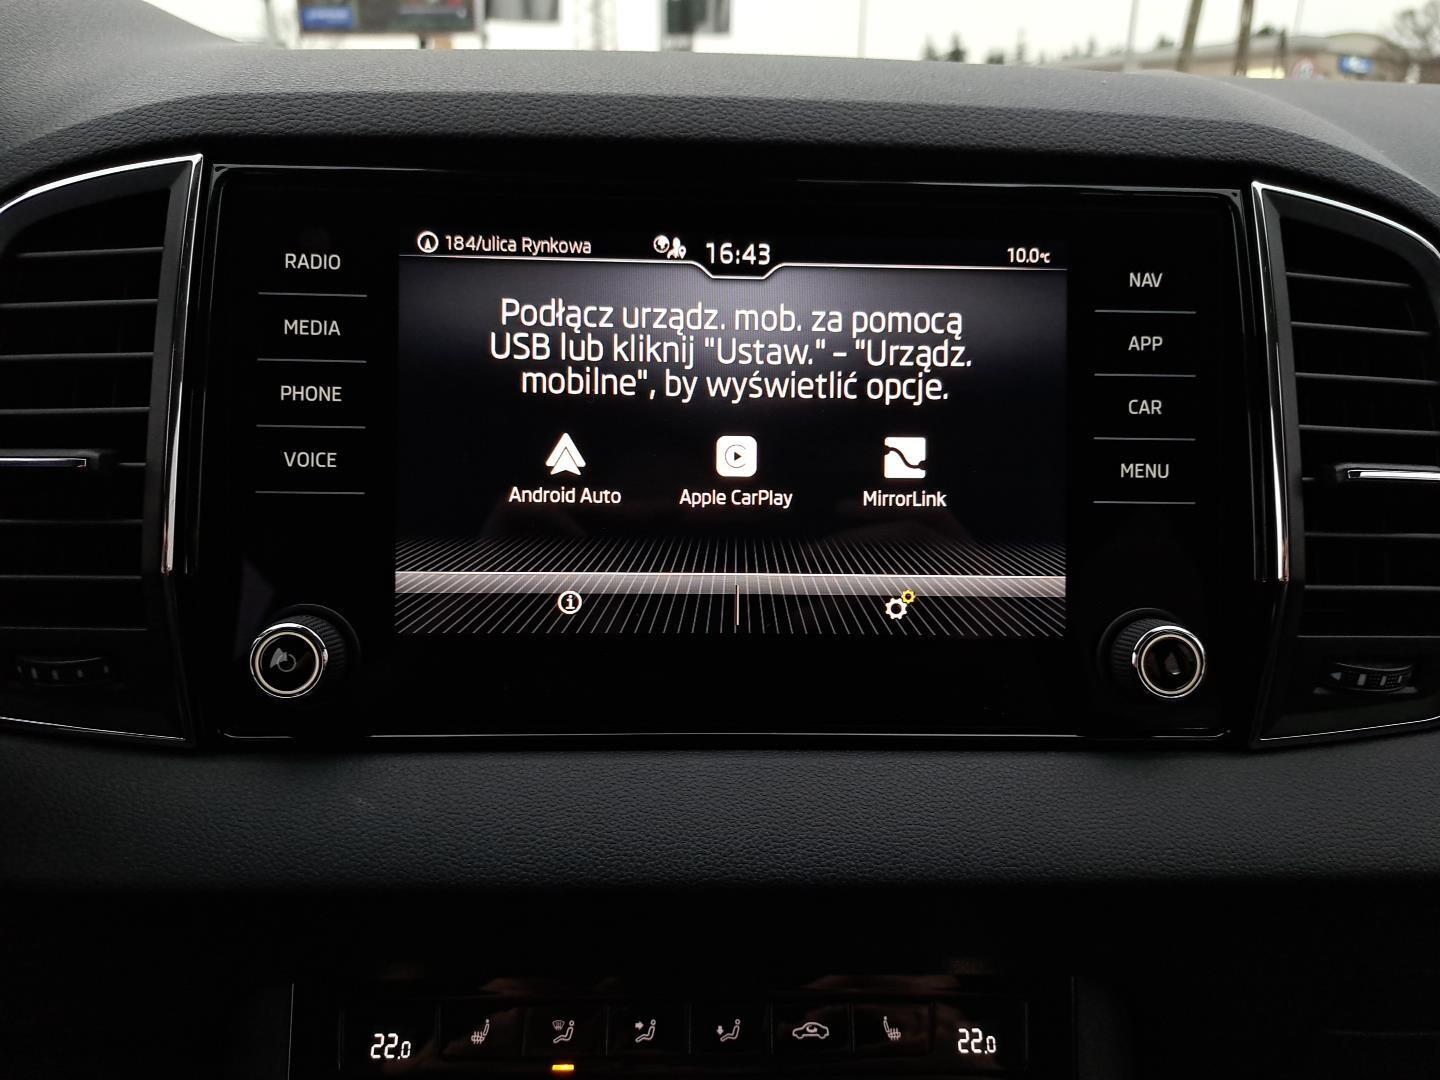 184/ulica Rynkowa
16:43
10.0°C
RADIO
MEDIA
PHONE
VOICE
Podłącz urządz. mob. za pomocą
USB lub kliknij "Ustaw." – "Urządz.
mobilne", by wyświetlić opcje.
Android Auto
Apple CarPlay
MirrorLink
NAV
APP
CAR
MENU
22.0
22.0